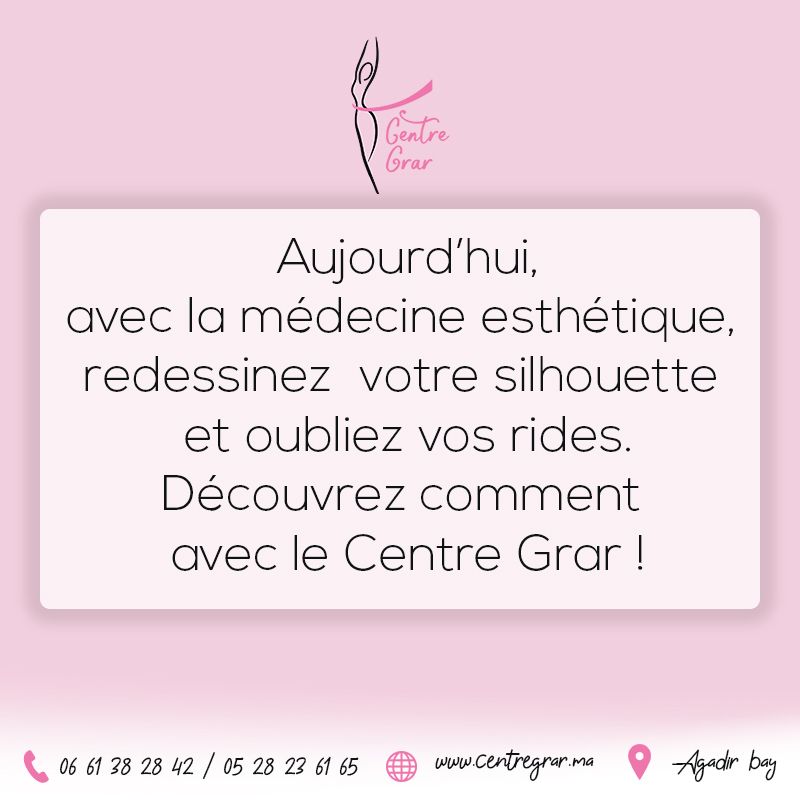 Centre
Grar
Aujourd'hui,
avec la médecine esthétique,
redessinez votre silhouette
et oubliez vos rides.
Découvrez comment
avec le Centre Grar !
06 61 38 28 42 / 05 28 23 61 65 www.centregrar.ma Agadir bay